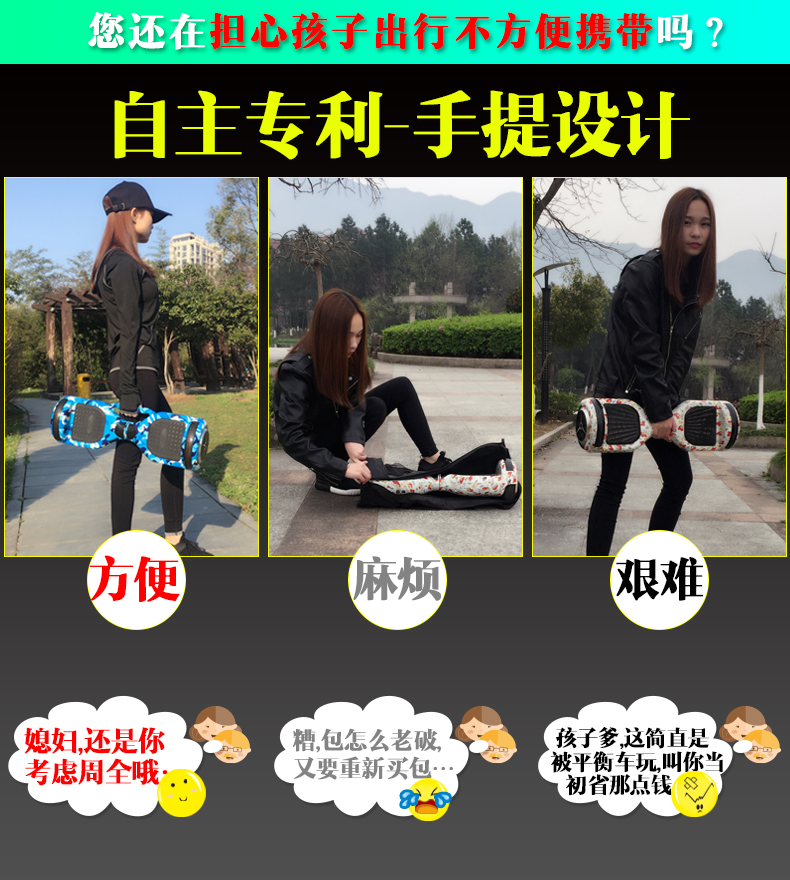 您还在担心孩子出行不方便携带吗？
自主专利-手提设计
方便
麻烦
艰难
媳妇,还是你
考虑周全哦·
糟,包怎么老破,
又要重新买包…
孩子爹,这简直是
被平衡车玩,叫你当
初省那点钱